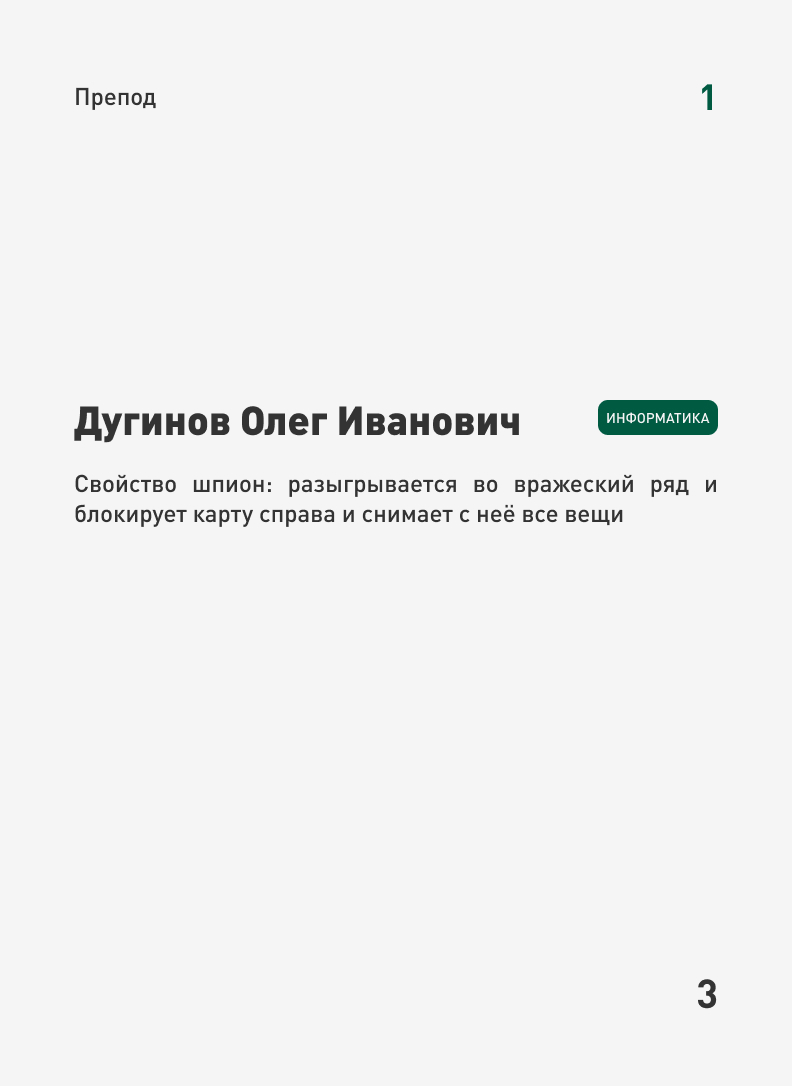 Препод
1
Дугинов Олег Иванович
ИНФОРМАТИКА
Свойство шпион: разыгрывается во вражеский ряд и
блокирует карту справа и снимает с неё все вещи
3